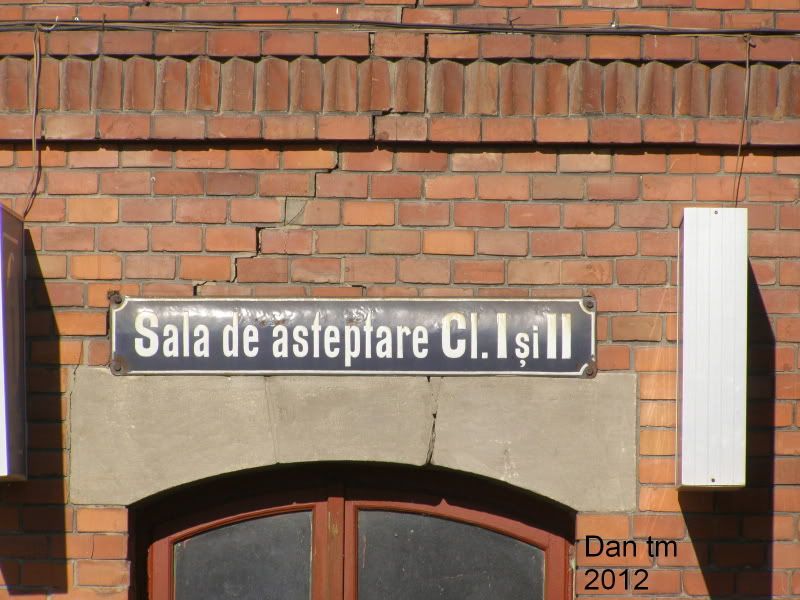 Sala de asteptare Cl. I și II
Dan tm
2012